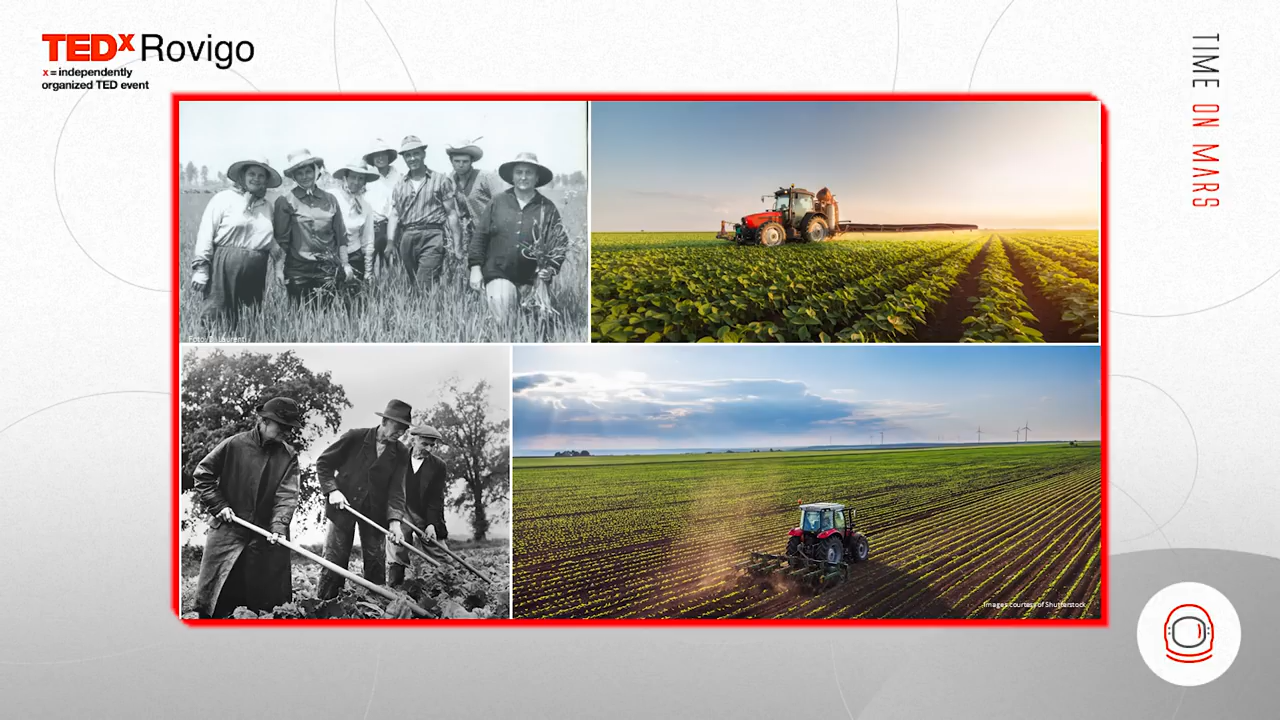 TEDx Rovigo
x = independently
organized TED event
TIME ON MARS
Images courtesy of Shutterstock